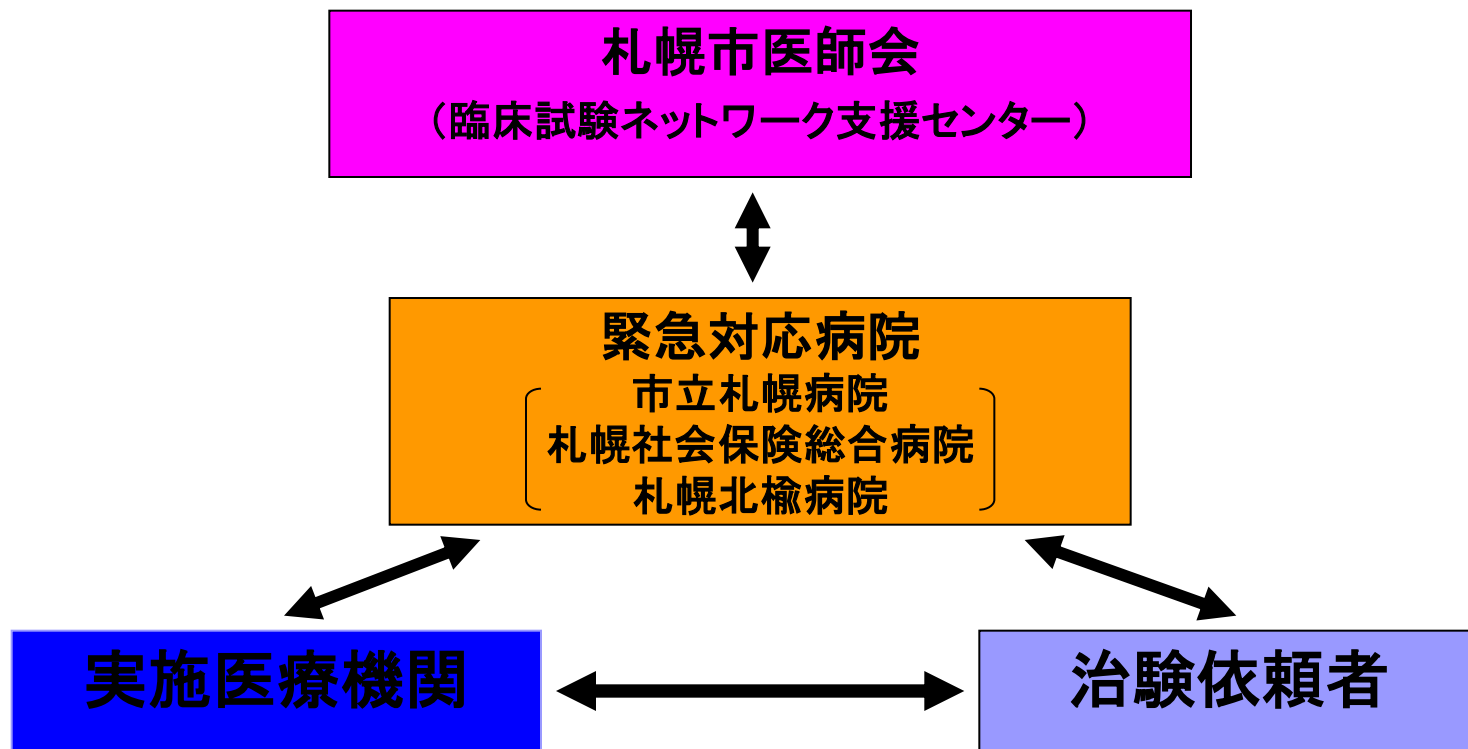 札幌市医師会
（臨床試験ネットワーク支援センター）
緊急対応病院
市立札幌病院
札幌社会保険総合病院
札幌北楡病院
実施医療機関
治験依頼者